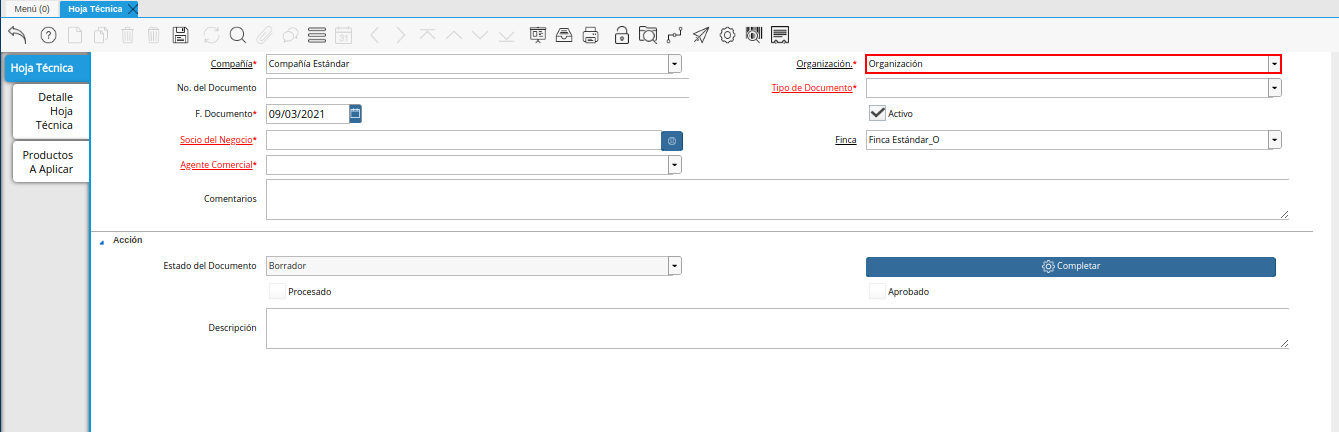 Menú (0)
Hoja Técnica
31
Hoja Técnica
Detalle
Hoja
Técnica
Productos
A Aplicar
Compañía*
Compañía Estándar
Organización.*
Organización
No. del Documento
Tipo de Documento*
F. Documento*
09/03/2021
Activo
Socio del Negocio*
Finca
Finca Estándar_O
Agente Comercial*
Comentarios
Acción
Estado del Documento
Borrador
Completar
Procesado
Aprobado
Descripción